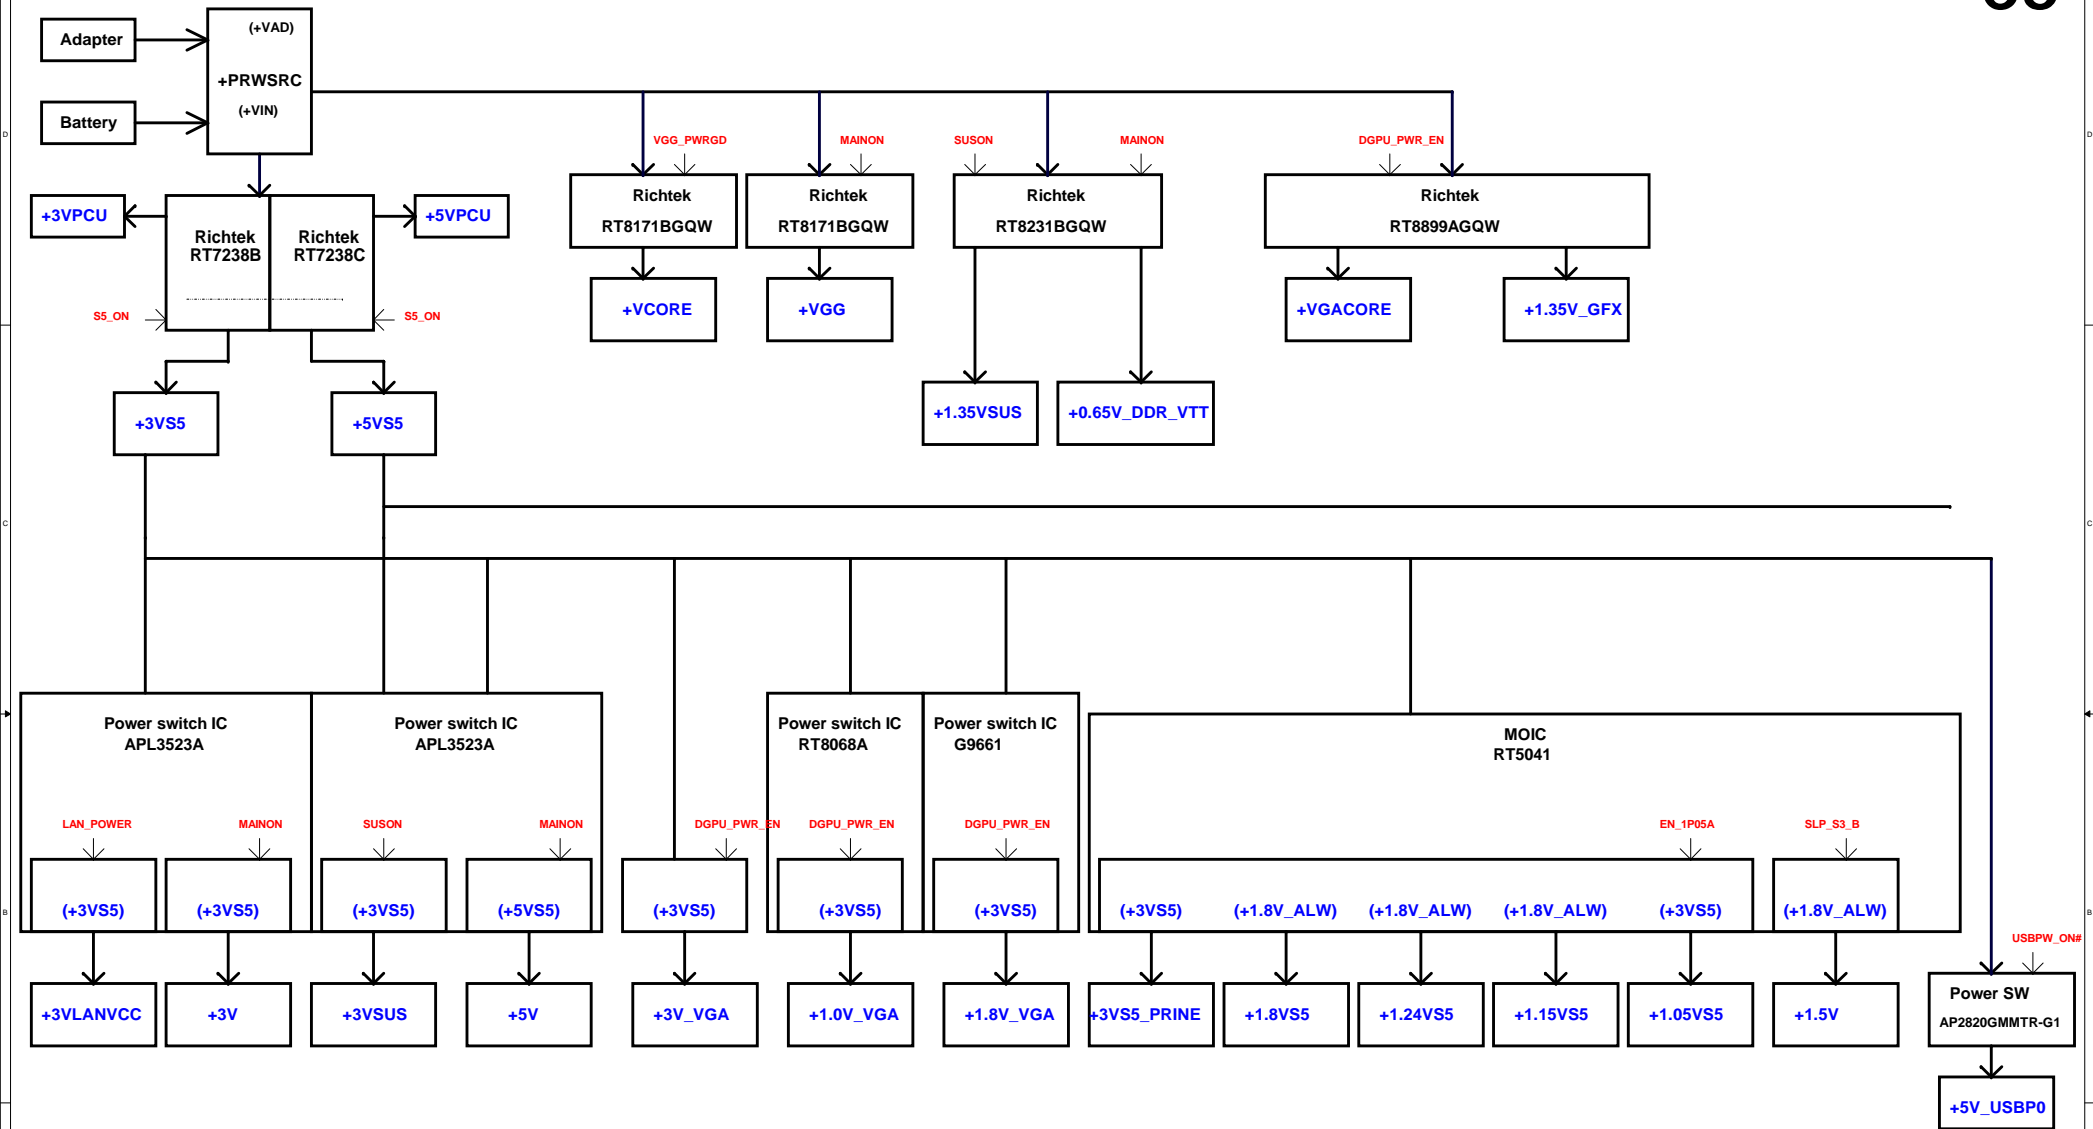 Adapter
(+VAD)
+PRWSRC
(+VIN)
Battery
VGG_PWRGD
MAINON
SUSON
MAINON
DGPU_PWR_EN
D
D
+3VPCU
Richtek
RT7238B
Richtek
RT7238C
+5VPCU
Richtek
RT8171BGQW
Richtek
RT8171BGQW
Richtek
RT8231BGQW
Richtek
RT8899AGQW
S5_ON
S5_ON
+VCORE
+VGG
+VGACORE
+1.35V_GFX
+3VS5
+5VS5
+1.35VSUS
+0.65V_DDR_VTT
C
C
Power switch IC
APL3523A
Power switch IC
APL3523A
Power switch IC
RT8068A
Power switch IC
G9661
MOIC
RT5041
LAN_POWER
MAINON
SUSON
MAINON
DGPU_PWR_EN
DGPU_PWR_EN
DGPU_PWR_EN
EN_1P05A
SLP_S3_B
B
B
(+3VS5)
(+3VS5)
(+3VS5)
(+5VS5)
(+3VS5)
(+3VS5)
(+3VS5)
(+3VS5)
(+1.8V_ALW)
(+1.8V_ALW)
(+1.8V_ALW)
(+3VS5)
(+1.8V_ALW)
USBPW_ON#
+3VLANVCC
+3V
+3VSUS
+5V
+3V_VGA
+1.0V_VGA
+1.8V_VGA
+3VS5_PRINE
+1.8VS5
+1.24VS5
+1.15VS5
+1.05VS5
+1.5V
Power SW
AP2820GMMTR-G1
+5V_USBP0